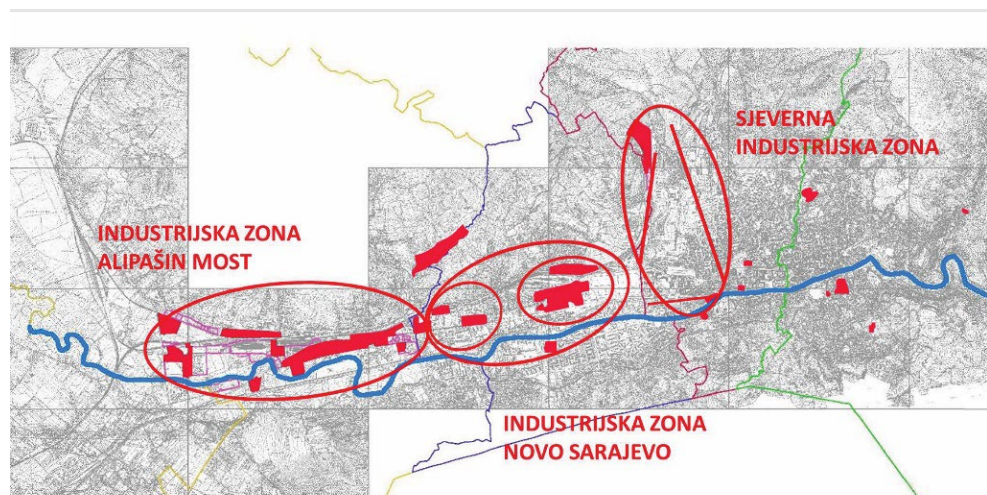 SJEVERNA
INDUSTRIJSKA ZONA
INDUSTRIJSKA ZONA
ALIPAŠIN MOST
INDUSTRIJSKA ZONA
NOVO SARAJEVO